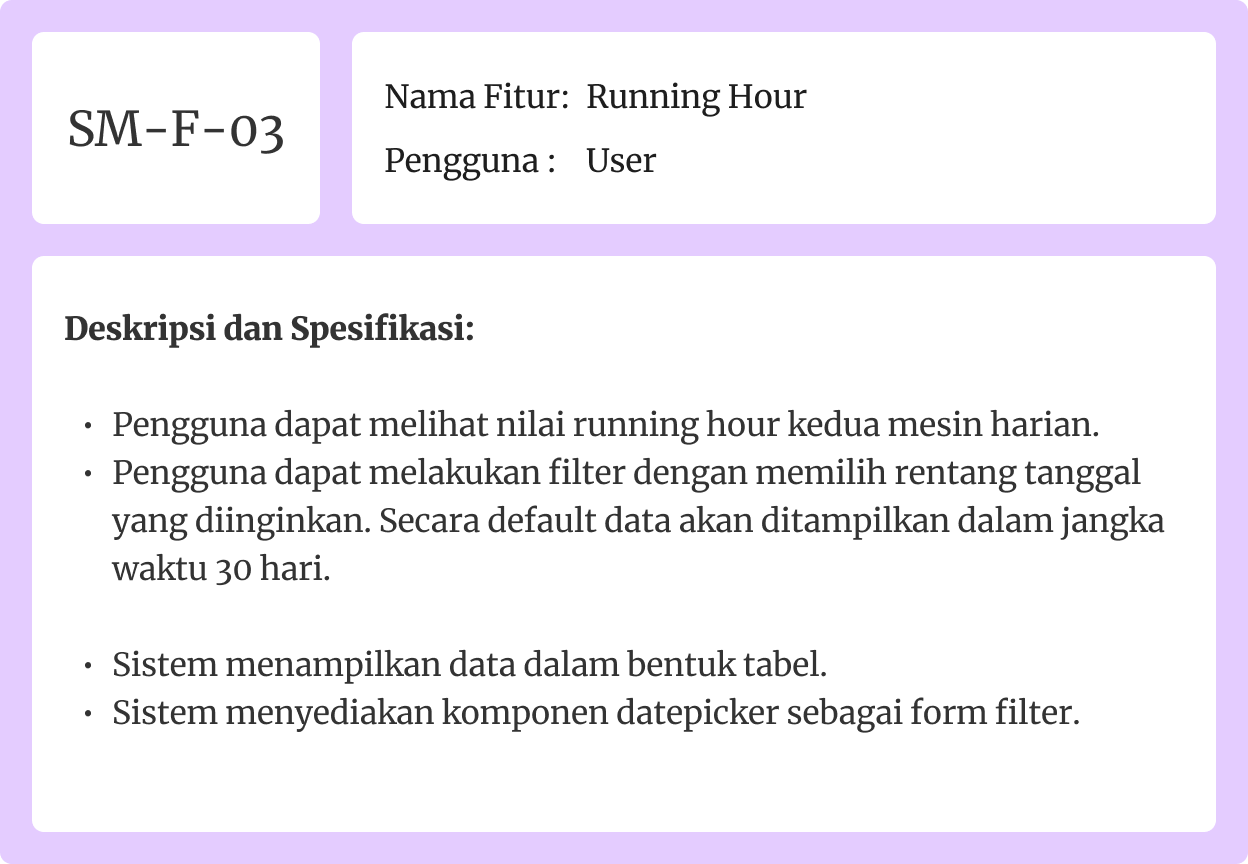 SM-F-03
Nama Fitur: Running Hour
Pengguna : User
Deskripsi dan Spesifikasi:
• Pengguna dapat melihat nilai running hour kedua mesin harian.
• Pengguna dapat melakukan filter dengan memilih rentang tanggal
yang diinginkan. Secara default data akan ditampilkan dalam jangka
waktu 30 hari.
• Sistem menampilkan data dalam bentuk tabel.
• Sistem menyediakan komponen datepicker sebagai form filter.